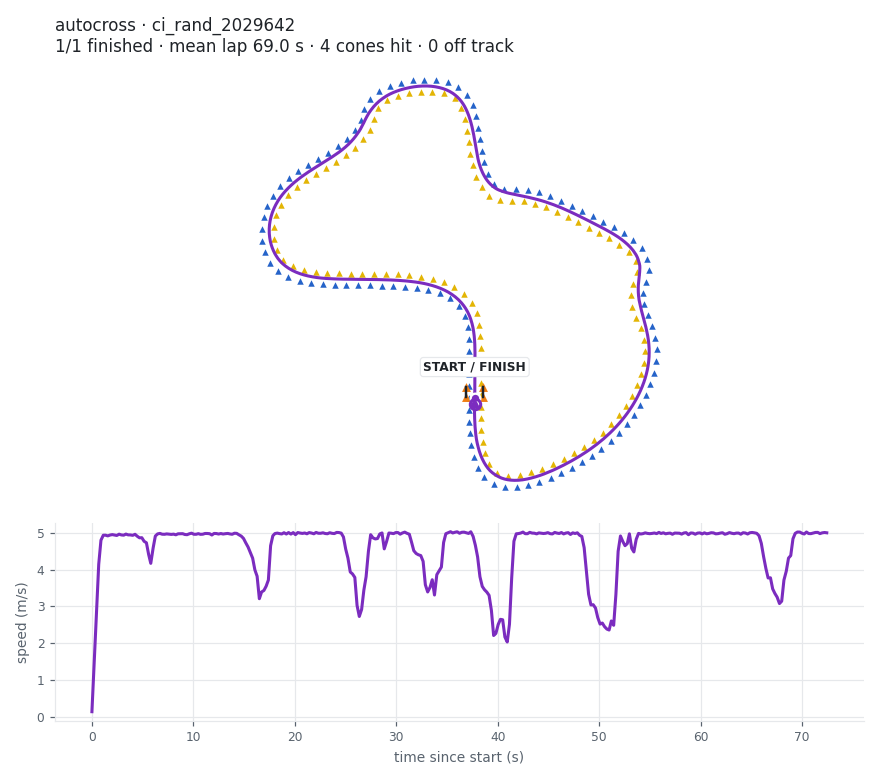 autocross · ci_rand_2029642
1/1 finished · mean lap 69.0 s · 4 cones hit · 0 off track
START / FINISH
5
4
3
2
1
0
speed (m/s)
0 10 20 30 40 50 60 70
time since start (s)